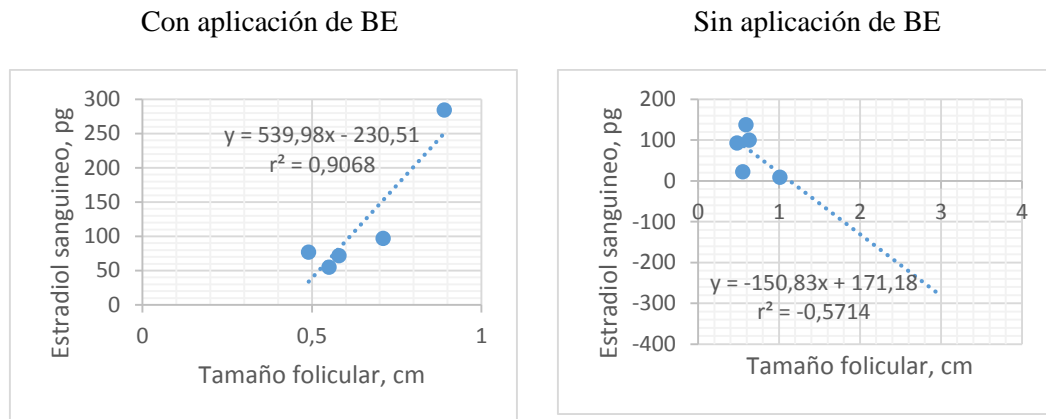 Con aplicación de BE
Sin aplicación de BE
Estradiol sanguineo, pg
300
250
200
150
100
50
0
y = 539,98x - 230,51
r² = 0,9068
0
0,5
1
Tamaño folicular, cm
Estradiol sanguineo, pg
200
100
0
-100
-200
-300
-400
0
1
2
3
4
y = -150,83x + 171,18
r² = -0,5714
Tamaño folicular, cm